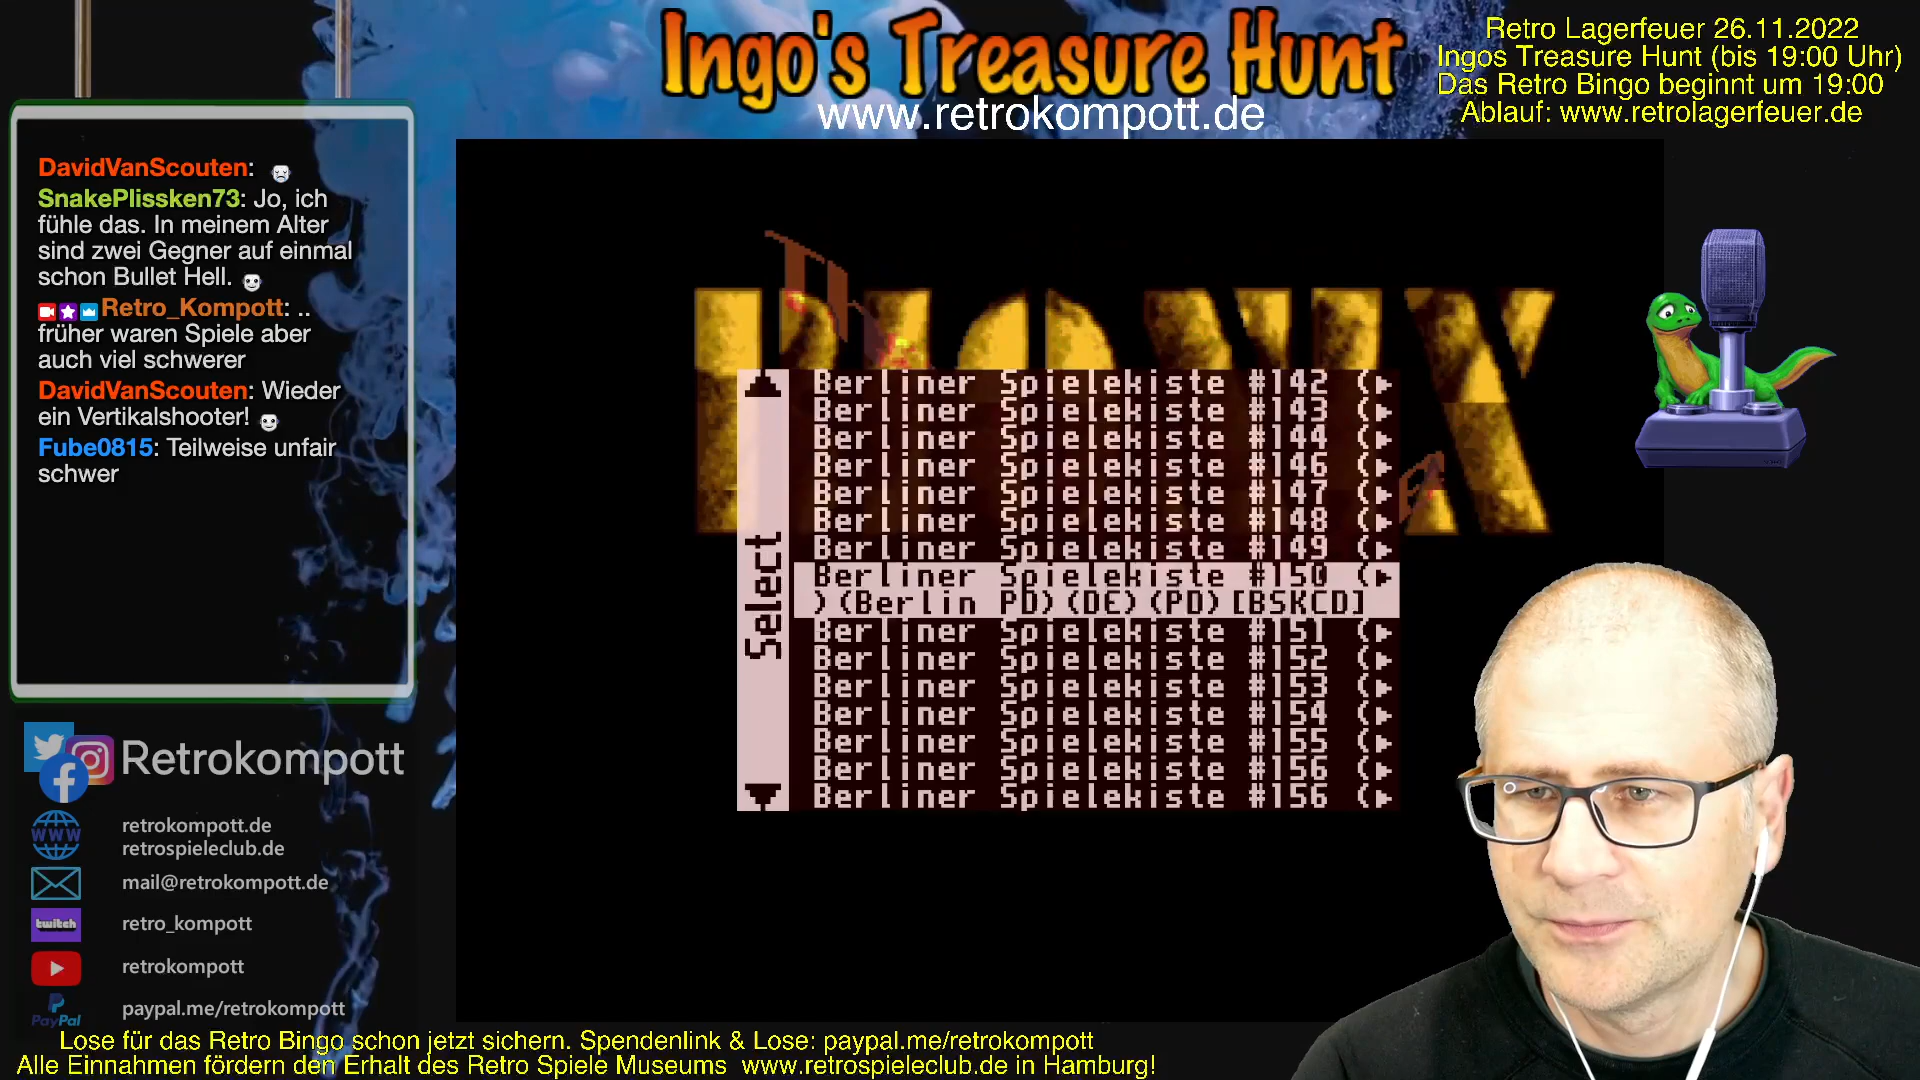 Ingo's Treasure Hunt
www.retrokompott.de
Retro Lagerfeuer 26.11.2022
Ingos Treasure Hunt (bis 19:00 Uhr)
Das Retro Bingo beginnt um 19:00
Ablauf: www.retrolagerfeuer.de
DavidVanScouten:
SnakePlissken73: Jo, ich
fühle das. In meinem Alter
sind zwei Gegner auf einmal
schon Bullet Hell.
Retro_Kompott: ..
früher waren Spiele aber
auch viel schwerer
DavidVanScouten: Wieder
ein Vertikalshooter!
Fube0815: Teilweise unfair
schwer
Select
Berliner Spielekiste #142 (
Berliner Spielekiste #143 (
Berliner Spielekiste #144 (
Berliner Spielekiste #146 (
Berliner Spielekiste #147 (
Berliner Spielekiste #148 (
Berliner Spielekiste #149 (
Berliner Spielekiste #150 (
)(Berlin PD)(DE)(PD)[BSKCD]
Berliner Spielekiste #151 (
Berliner Spielekiste #152 (
Berliner Spielekiste #153 (
Berliner Spielekiste #154 (
Berliner Spielekiste #155 (
Berliner Spielekiste #156 (
Berliner Spielekiste #156 (
Retrokompott
WWW
retrokompott.de
retrospieleclub.de
mail@retrokompott.de
twitch
retro_kompott
retrokompott
PayPal
paypal.me/retrokompott
Lose für das Retro Bingo schon jetzt sichern. Spendenlink & Lose: paypal.me/retrokompott
Alle Einnahmen fördern den Erhalt des Retro Spiele Museums www.retrospieleclub.de in Hamburg!